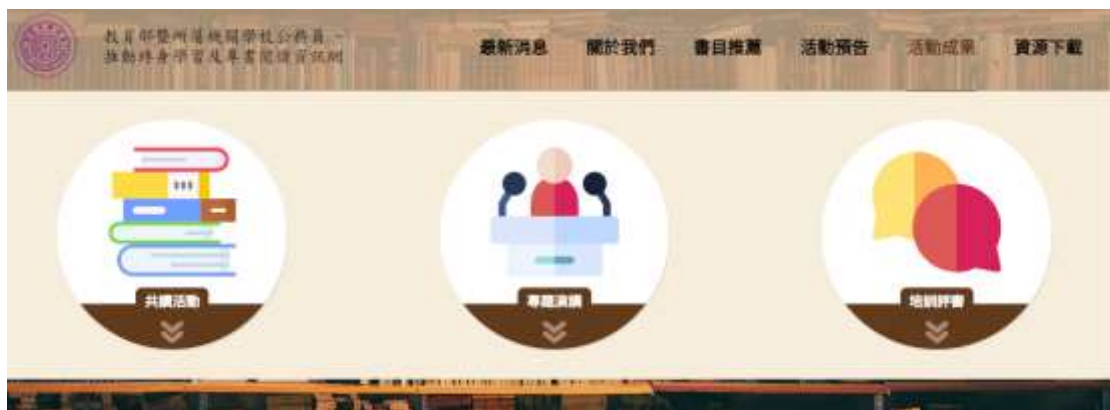 教育部暨所屬機關學校公務員-
推動終身學習及專書閱讀資訊網
最新消息
關於我們
書目推薦
活動預告
活動成果
資源下載
共讀活動
專題演講
培訓評書